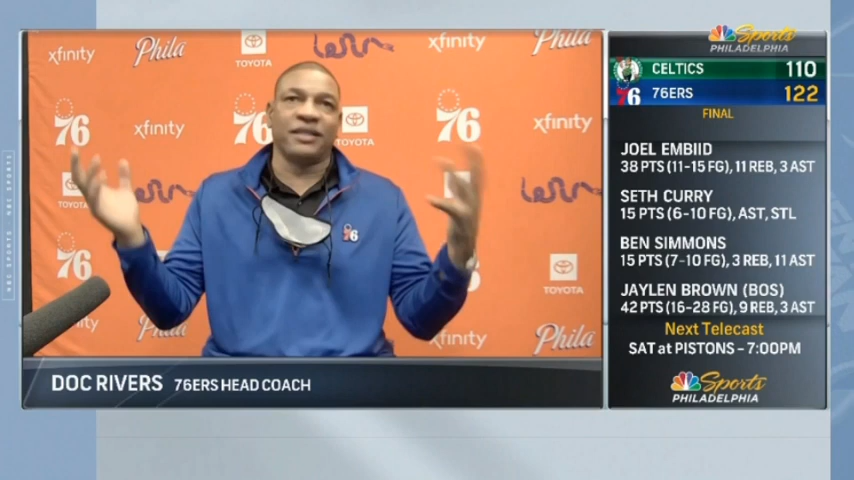 NBC Sports
PHILADELPHIA
CELTICS 110
76ERS 122
FINAL
JOEL EMBIID
38 PTS (11-15 FG), 11 REB, 3 AST
SETH CURRY
15 PTS (6-10 FG), AST, STL
BEN SIMMONS
15 PTS (7-10 FG), 3 REB, 11 AST
JAYLEN BROWN (BOS)
42 PTS (16-28 FG), 9 REB, 3 AST
Next Telecast
SAT at PISTONS - 7:00PM
Sports
PHILADELPHIA
DOC RIVERS 76ERS HEAD COACH
xfinity
Phila
TOYOTA
xfinity
Phila
76
xfinity
76
76
xfinity
TOYOTA
76
TOYOTA
xfinity
Phila
xfinity
Phila
76
NBC SPORTS